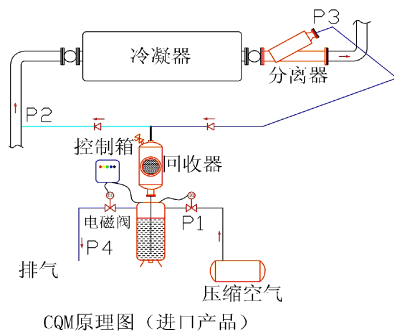 P3
冷凝器
分离器
P2
控制箱
回收器
电磁阀
P1
P4
排气
压缩空气
CQM原理图（进口产品）